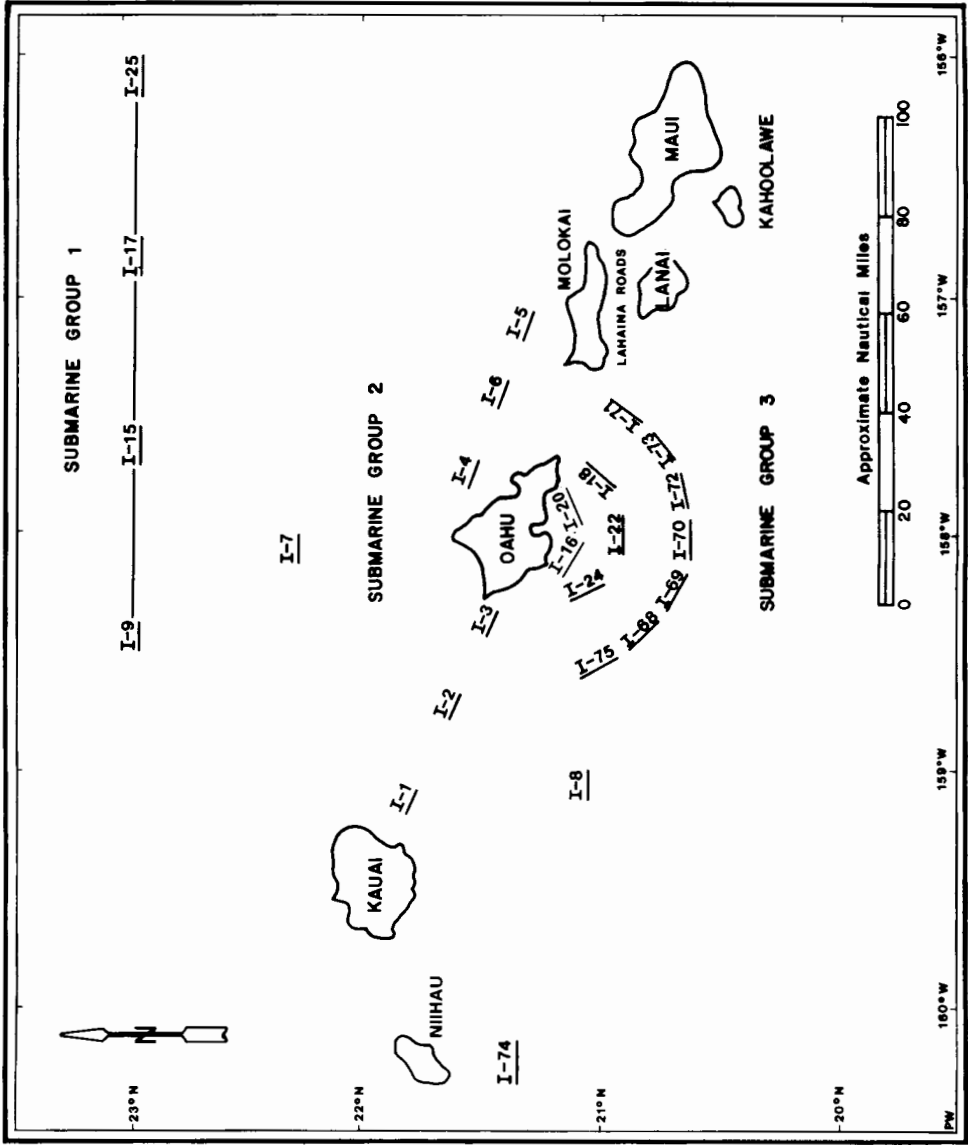 SUBMARINE GROUP 1
I-9
I-15
I-17
I-25
23°N
N
I-7
SUBMARINE GROUP 2
22°N
NIIHAU
I-74
KAUAI
I-1
I-2
I-3
OAHU
I-4
I-6
I-5
MOLOKAI
LAHAINA ROADS
LANAI
MAUI
KAHOOLAWE
I-8
I-24
I-16
I-20
I-18
I-22
21°N
I-75
I-68
I-69
I-70
I-72
I-73
I-71
SUBMARINE GROUP 3
20°N
Approximate Nautical Miles
0 20 40 60 80 100
PW
160°W 159°W 158°W 157°W 156°W